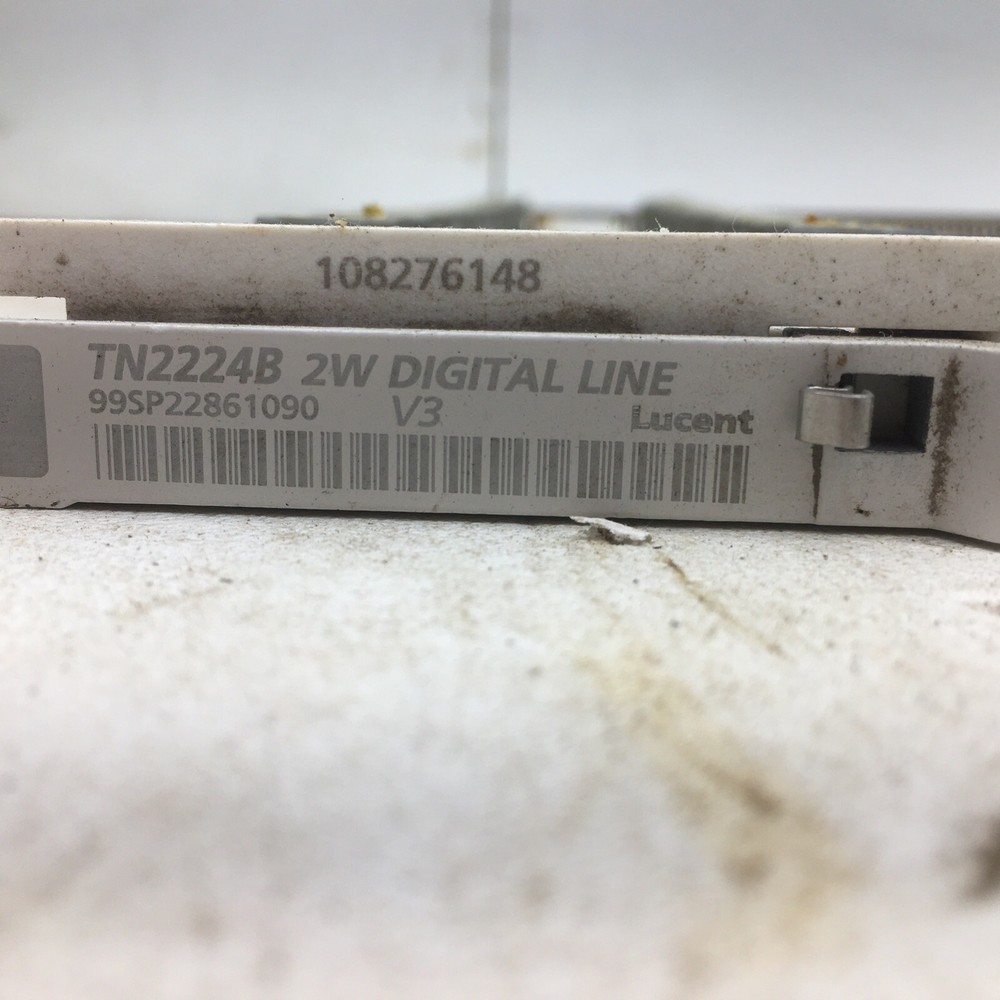 108276148
TN2224B 2W DIGITAL LINE
99SP22861090 V3 Lucent